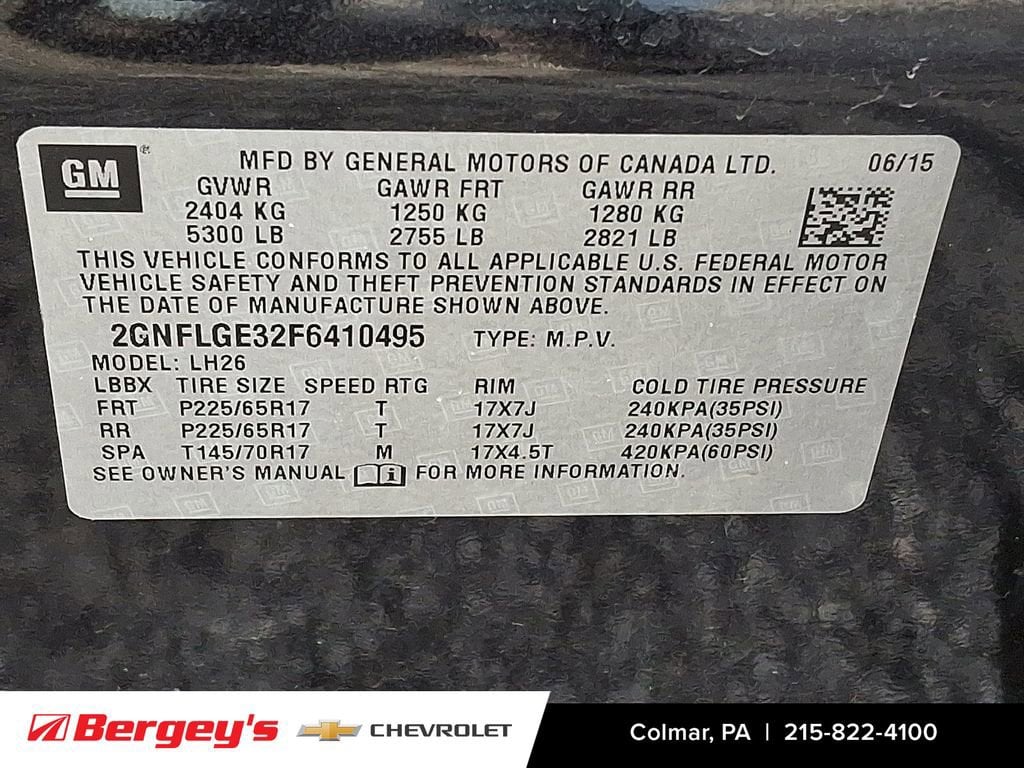 GM
MFD BY GENERAL MOTORS OF CANADA LTD. 06/15
GVWR GAWR FRT GAWR RR
2404 KG 1250 KG 1280 KG
5300 LB 2755 LB 2821 LB
THIS VEHICLE CONFORMS TO ALL APPLICABLE U.S. FEDERAL MOTOR
VEHICLE SAFETY AND THEFT PREVENTION STANDARDS IN EFFECT ON
THE DATE OF MANUFACTURE SHOWN ABOVE.
2GNFLGE32F6410495 TYPE: M.P.V.
MODEL: LH26
LBBX TIRE SIZE SPEED RTG RIM COLD TIRE PRESSURE
FRT P225/65R17 T 17X7J 240KPA(35PSI)
RR P225/65R17 T 17X7J 240KPA(35PSI)
SPA T145/70R17 M 17X4.5T 420KPA(60PSI)
SEE OWNER'S MANUAL FOR MORE INFORMATION.
Bergey's CHEVROLET Colmar, PA | 215-822-4100